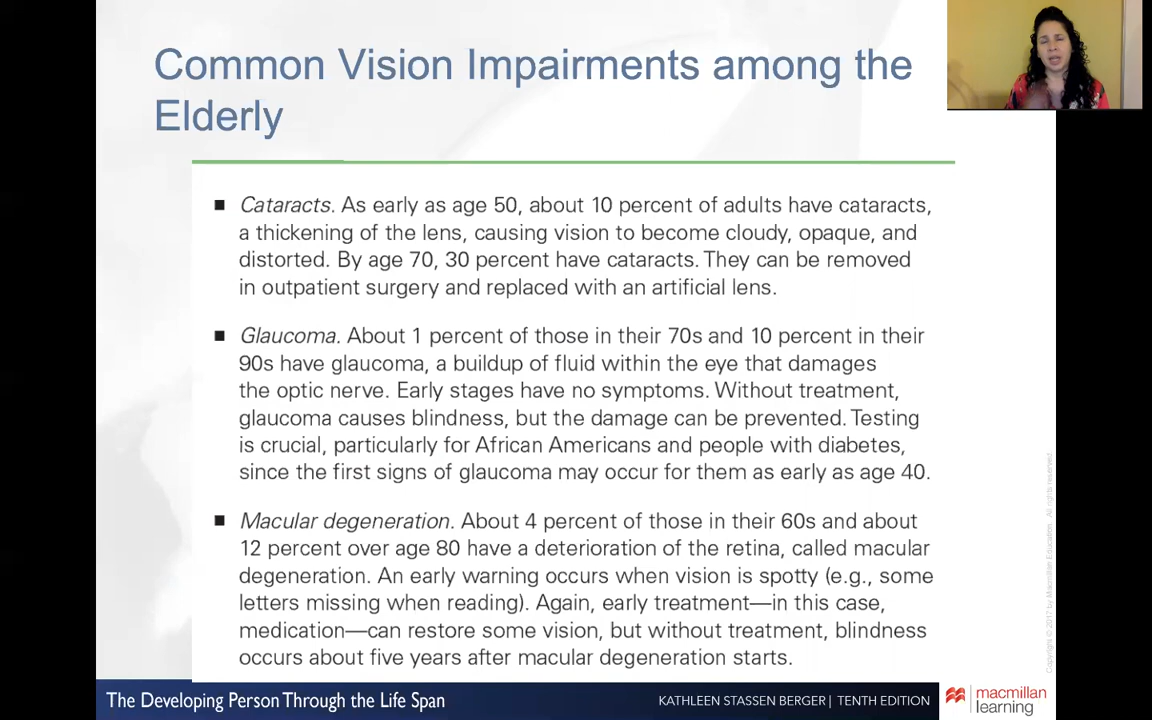 Common Vision Impairments among the
Elderly
■ Cataracts. As early as age 50, about 10 percent of adults have cataracts,
a thickening of the lens, causing vision to become cloudy, opaque, and
distorted. By age 70, 30 percent have cataracts. They can be removed
in outpatient surgery and replaced with an artificial lens.
■ Glaucoma. About 1 percent of those in their 70s and 10 percent in their
90s have glaucoma, a buildup of fluid within the eye that damages
the optic nerve. Early stages have no symptoms. Without treatment,
glaucoma causes blindness, but the damage can be prevented. Testing
is crucial, particularly for African Americans and people with diabetes,
since the first signs of glaucoma may occur for them as early as age 40.
■ Macular degeneration. About 4 percent of those in their 60s and about
12 percent over age 80 have a deterioration of the retina, called macular
degeneration. An early warning occurs when vision is spotty (e.g., some
letters missing when reading). Again, early treatment—in this case,
medication—can restore some vision, but without treatment, blindness
occurs about five years after macular degeneration starts.
Copyright © 2017 by Macmillan Education. All rights reserved.
The Developing Person Through the Life Span
KATHLEEN STASSEN BERGER | TENTH EDITION
macmillan
learning